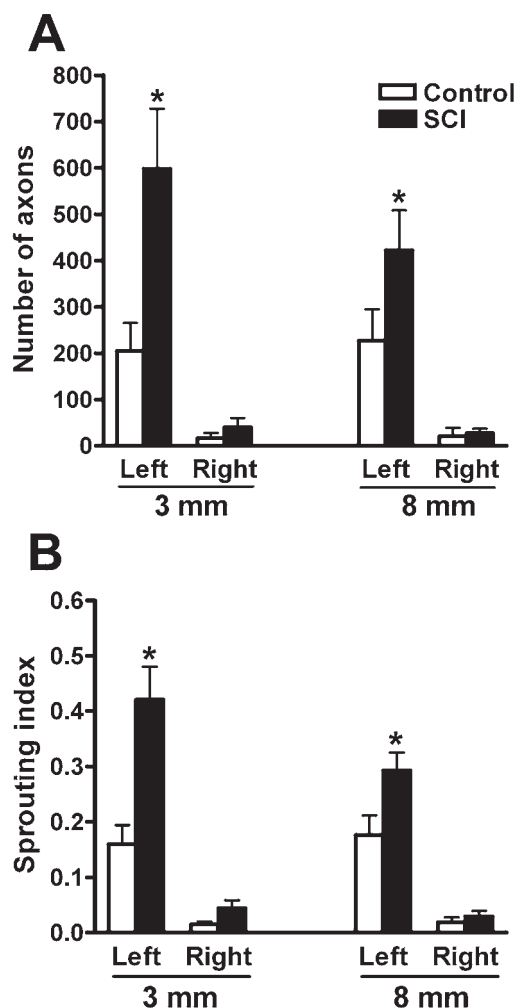 A
800
700
600
500
400
300
200
100
0
Number of axons
*
*
Control
SCI
Left Right Left Right
3 mm 8 mm
B
0.6
0.5
0.4
0.3
0.2
0.1
0.0
Sprouting index
*
*
Left Right Left Right
3 mm 8 mm